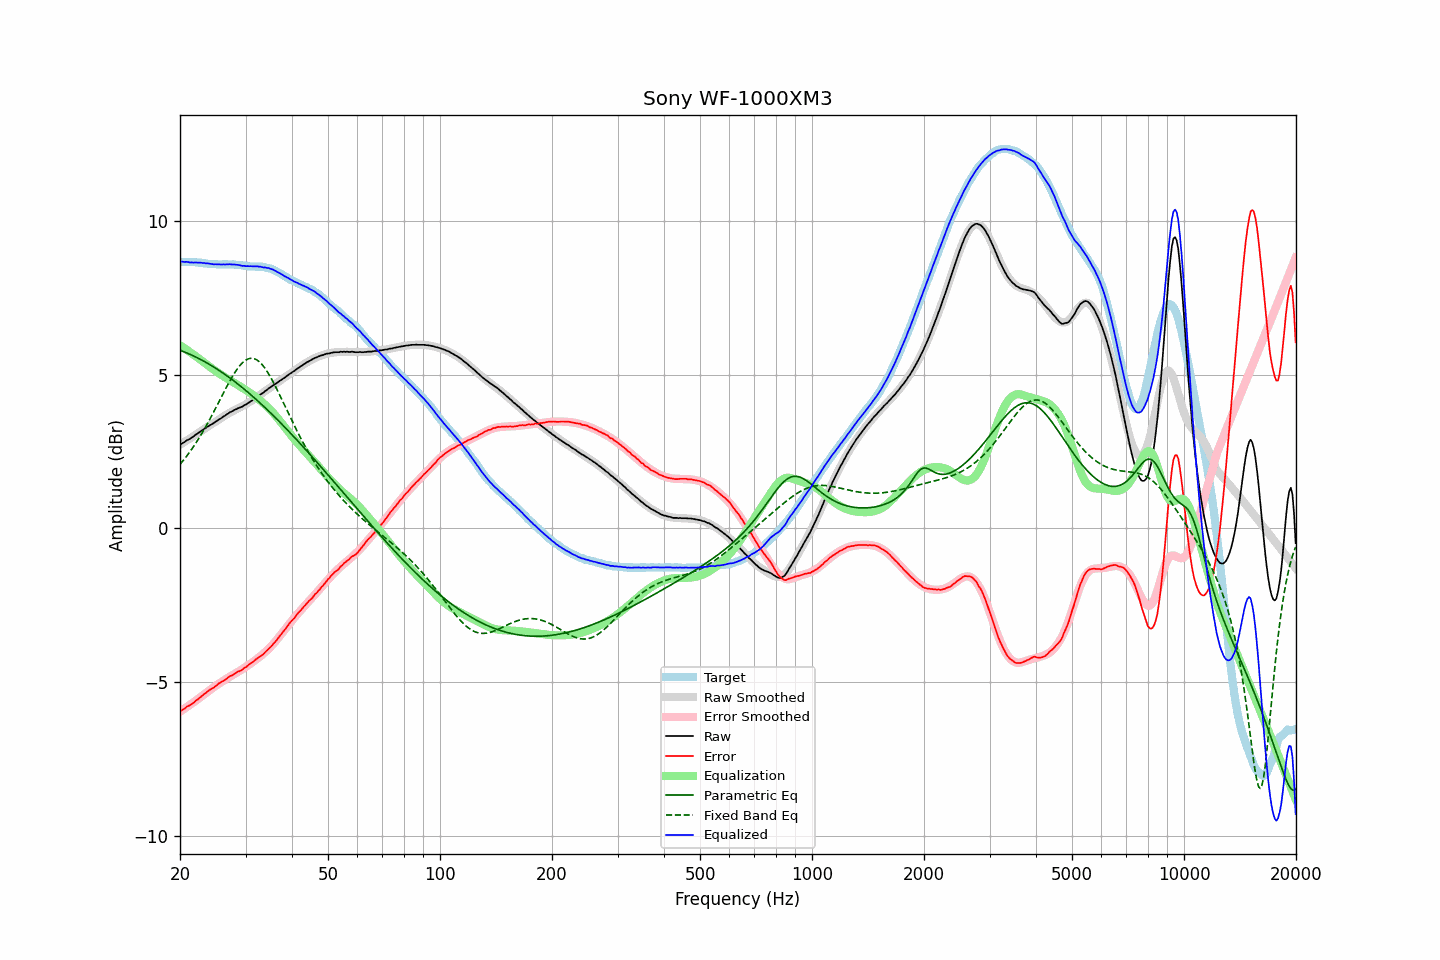 Sony WF-1000XM3
Amplitude (dBr)
10
5
0
−5
−10
Target
Raw Smoothed
Error Smoothed
Raw
Error
Equalization
Parametric Eq
Fixed Band Eq
Equalized
20 50 100 200 500 1000 2000 5000 10000 20000
Frequency (Hz)